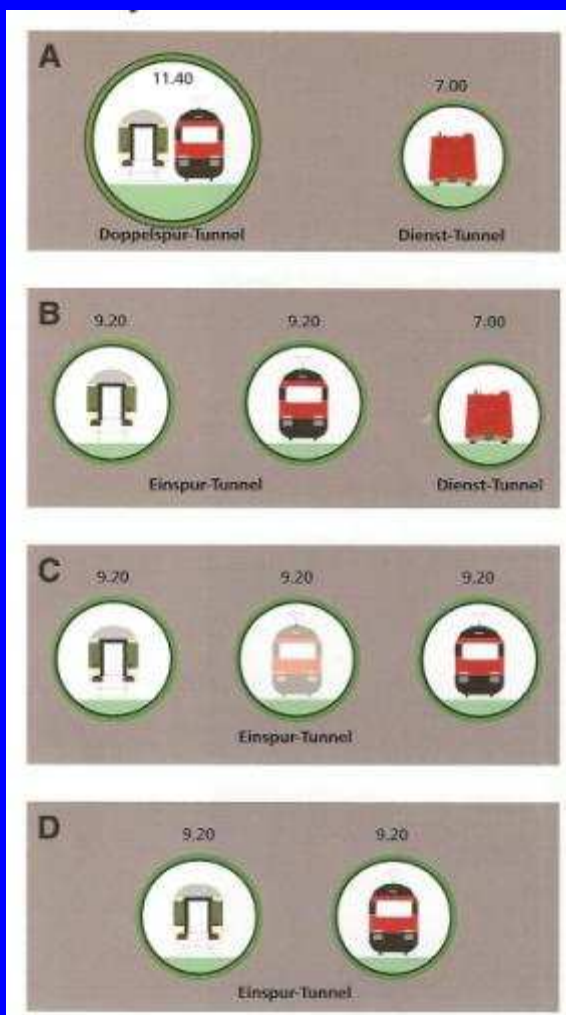 A
11.40
7.00
Doppelspur-Tunnel
Dienst-Tunnel
B
9.20
9.20
7.00
Einspur-Tunnel
Dienst-Tunnel
C
9.20
9.20
9.20
Einspur-Tunnel
D
9.20
9.20
Einspur-Tunnel